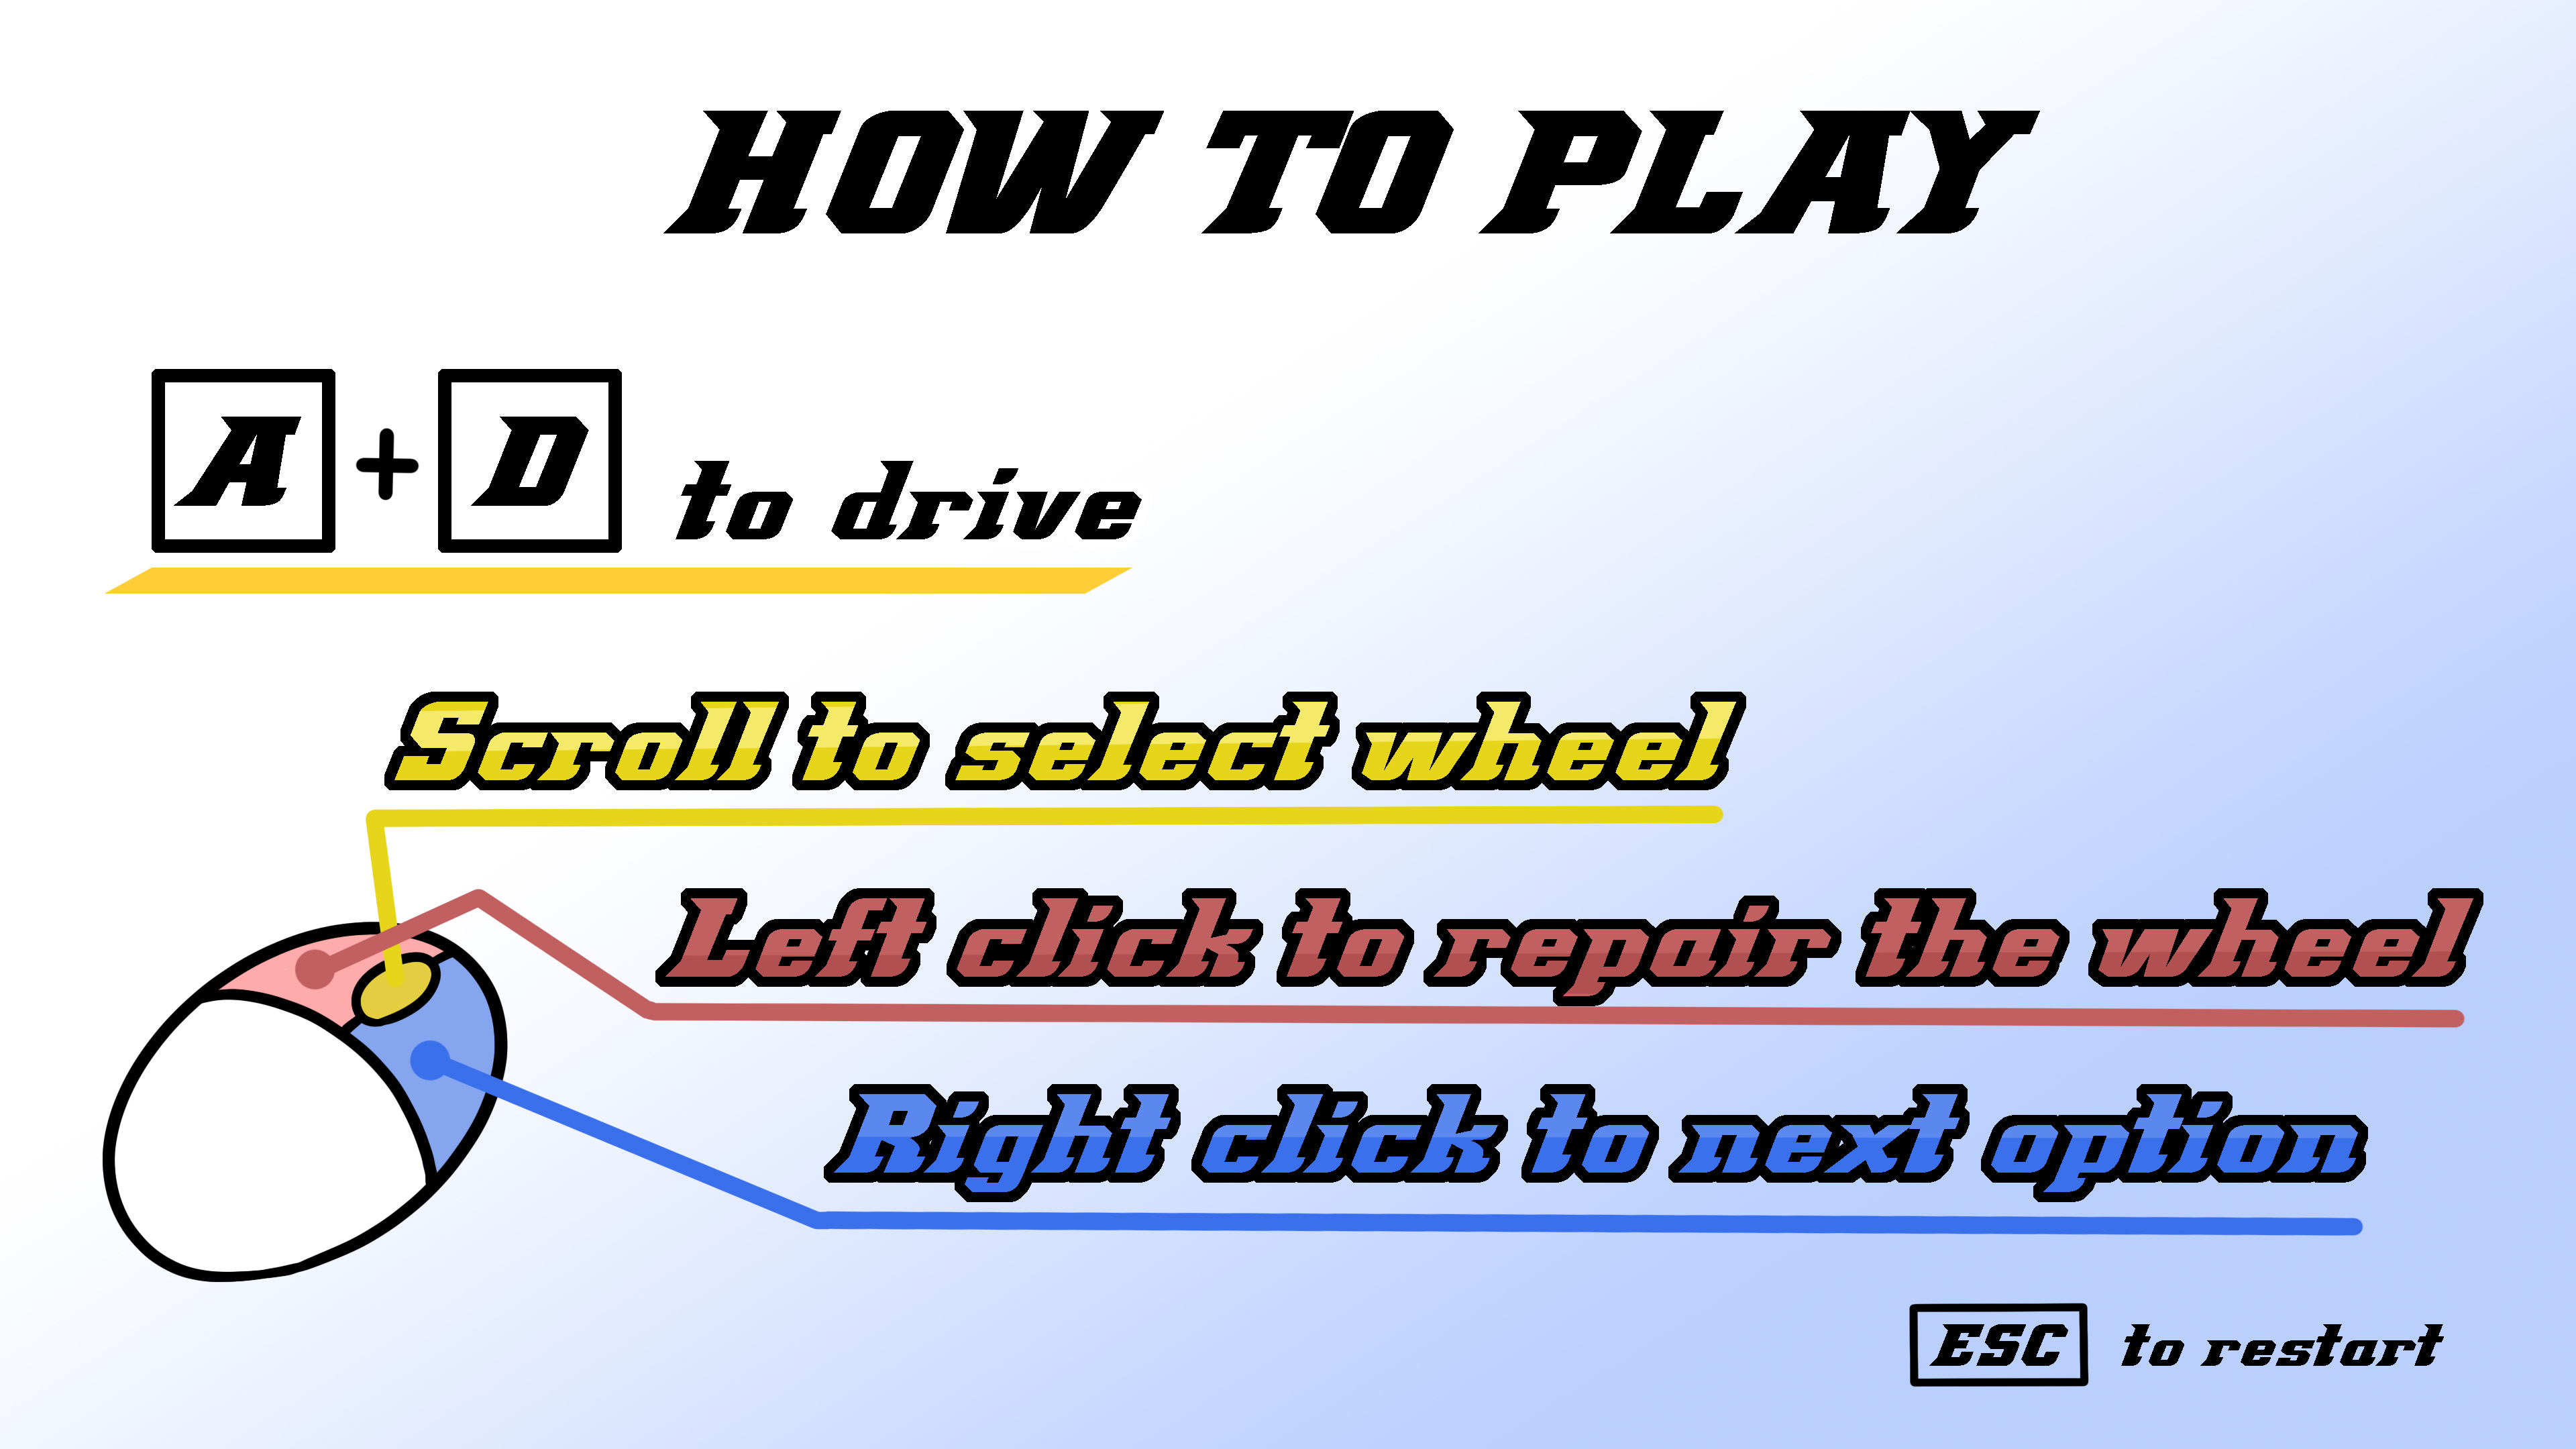 HOW TO PLAY
A + D to drive
Scroll to select wheel
Left click to repair the wheel
Right click to next option
ESC to restart